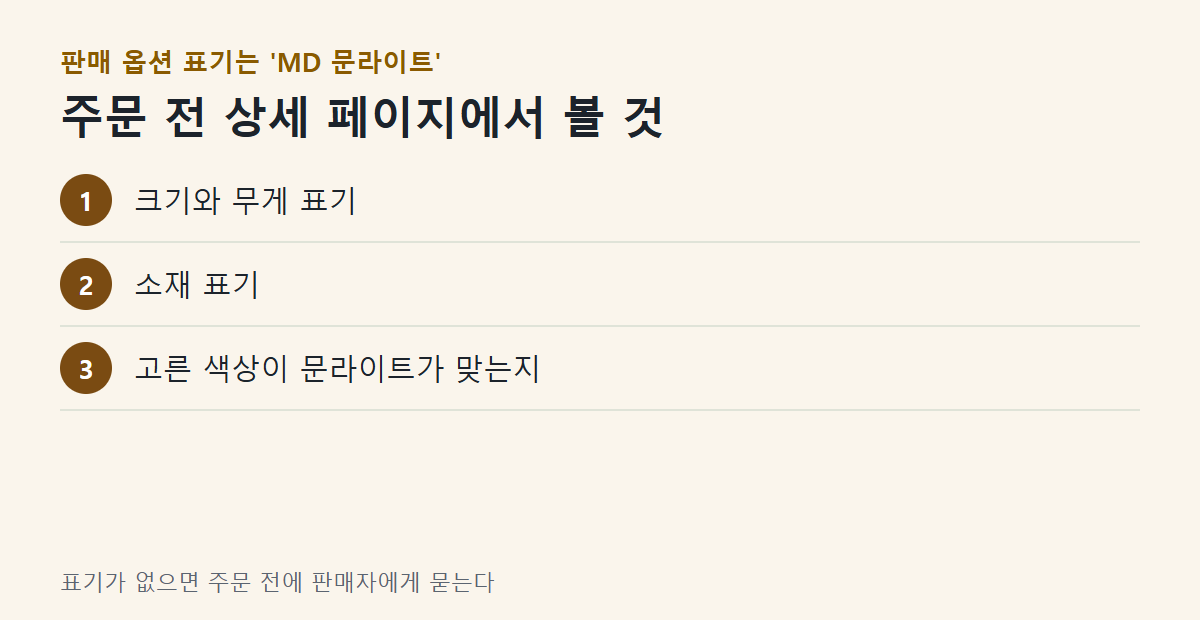 판매 옵션 표기는 'MD 문라이트'
주문 전 상세 페이지에서 볼 것
1 크기와 무게 표기
2 소재 표기
3 고른 색상이 문라이트가 맞는지
표기가 없으면 주문 전에 판매자에게 묻는다